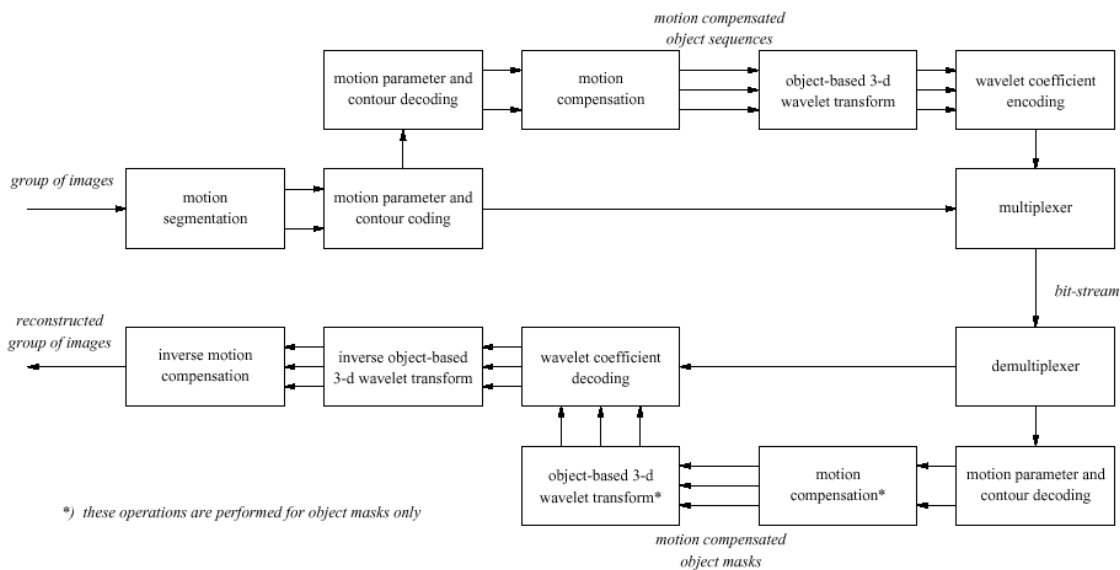 motion compensated
object sequences
motion parameter and
contour decoding
motion
compensation
object-based 3-d
wavelet transform
wavelet coefficient
encoding
group of images
motion
segmentation
motion parameter and
contour coding
multiplexer
bit-stream
reconstructed
group of images
inverse motion
compensation
inverse object-based
3-d wavelet transform
wavelet coefficient
decoding
demultiplexer
object-based 3-d
wavelet transform*
motion
compensation*
motion parameter and
contour decoding
*) these operations are performed for object masks only
motion compensated
object masks